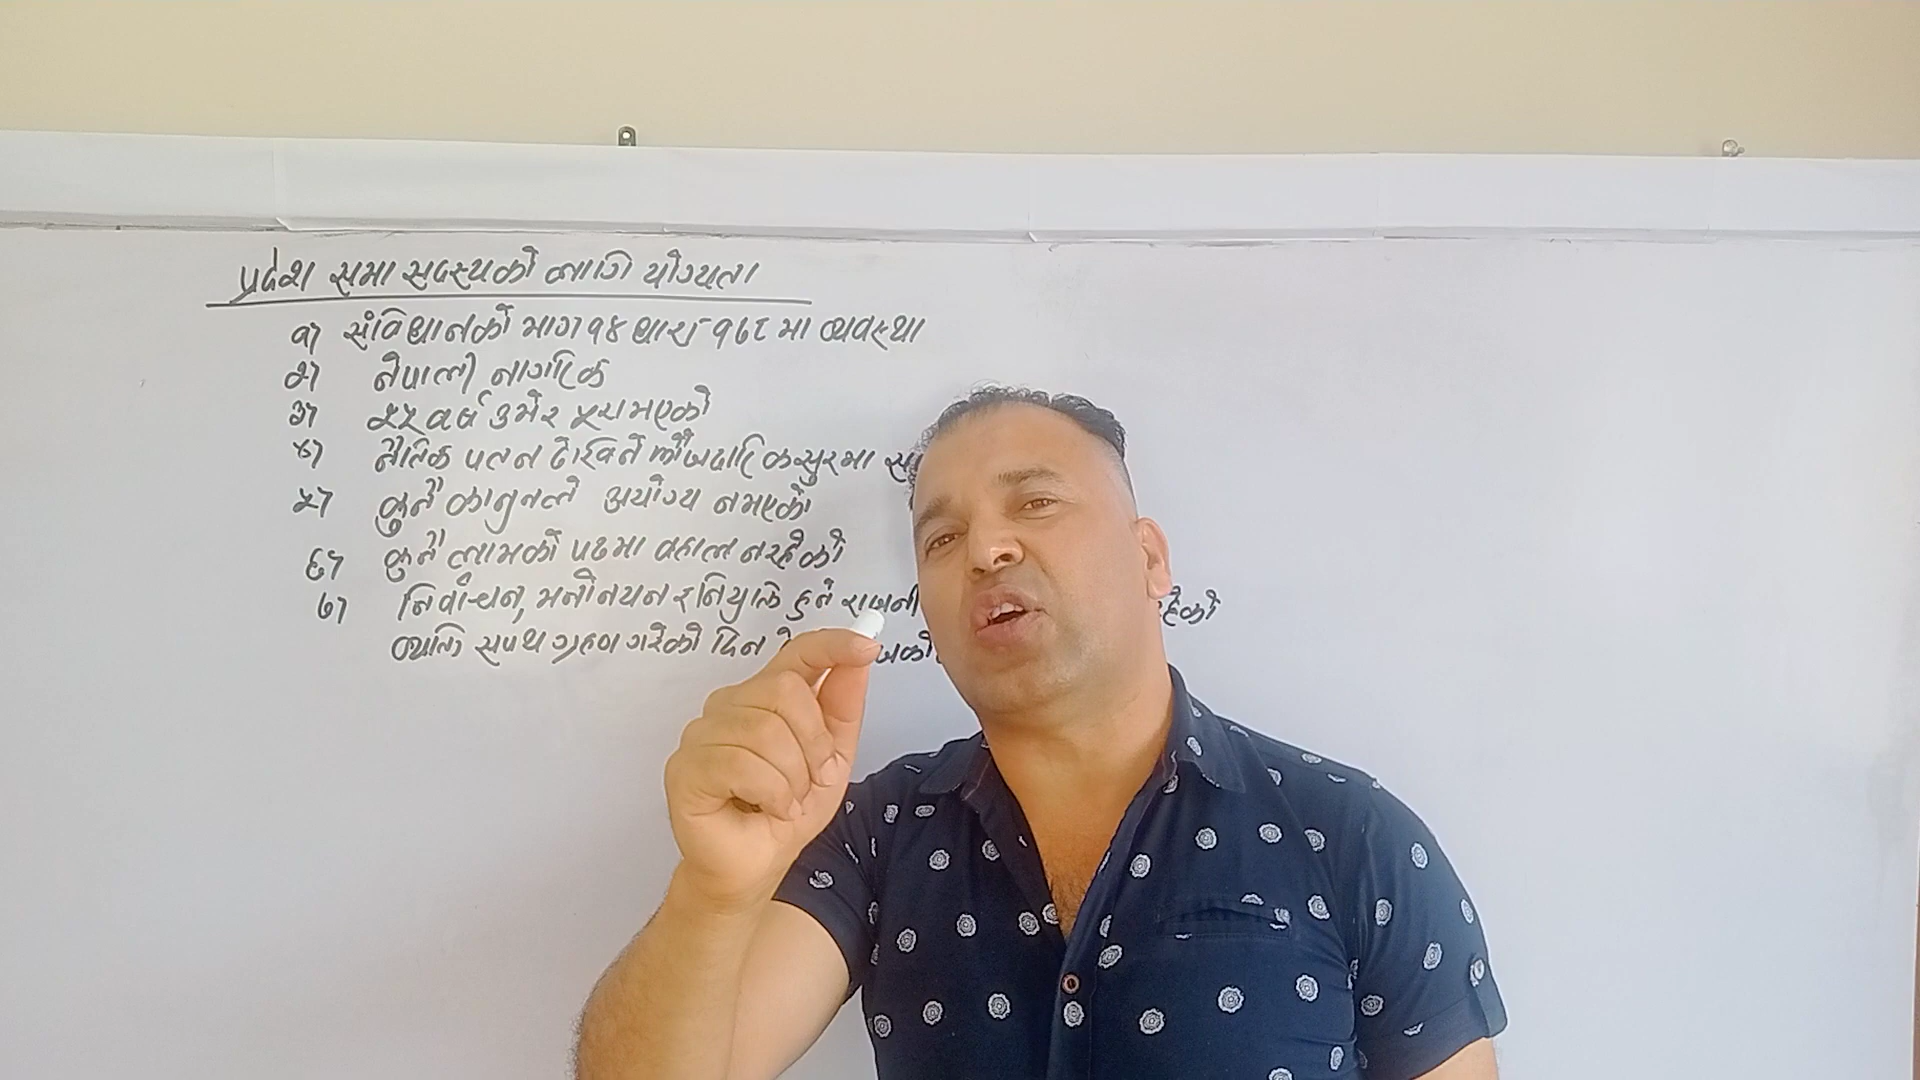 प्रदेश सभा सदस्यको लागि योग्यता
१) संविधानको भाग १४ धारा १७८ मा व्यवस्था
२) नेपाली नागरिक
३) २५ वर्ष उमेर पूरा भएको
४) नैतिक पतन देखिने फौजदारि कसुरमा
५) कुनै कानुनले अयोग्य नभएको
६) कुनै लाभको पदमा वहाल नरहेको
७) निर्वाचन, मनोनयन र नियुक्ति हुने
व्यक्ति सपथ ग्रहण गरेको दिन